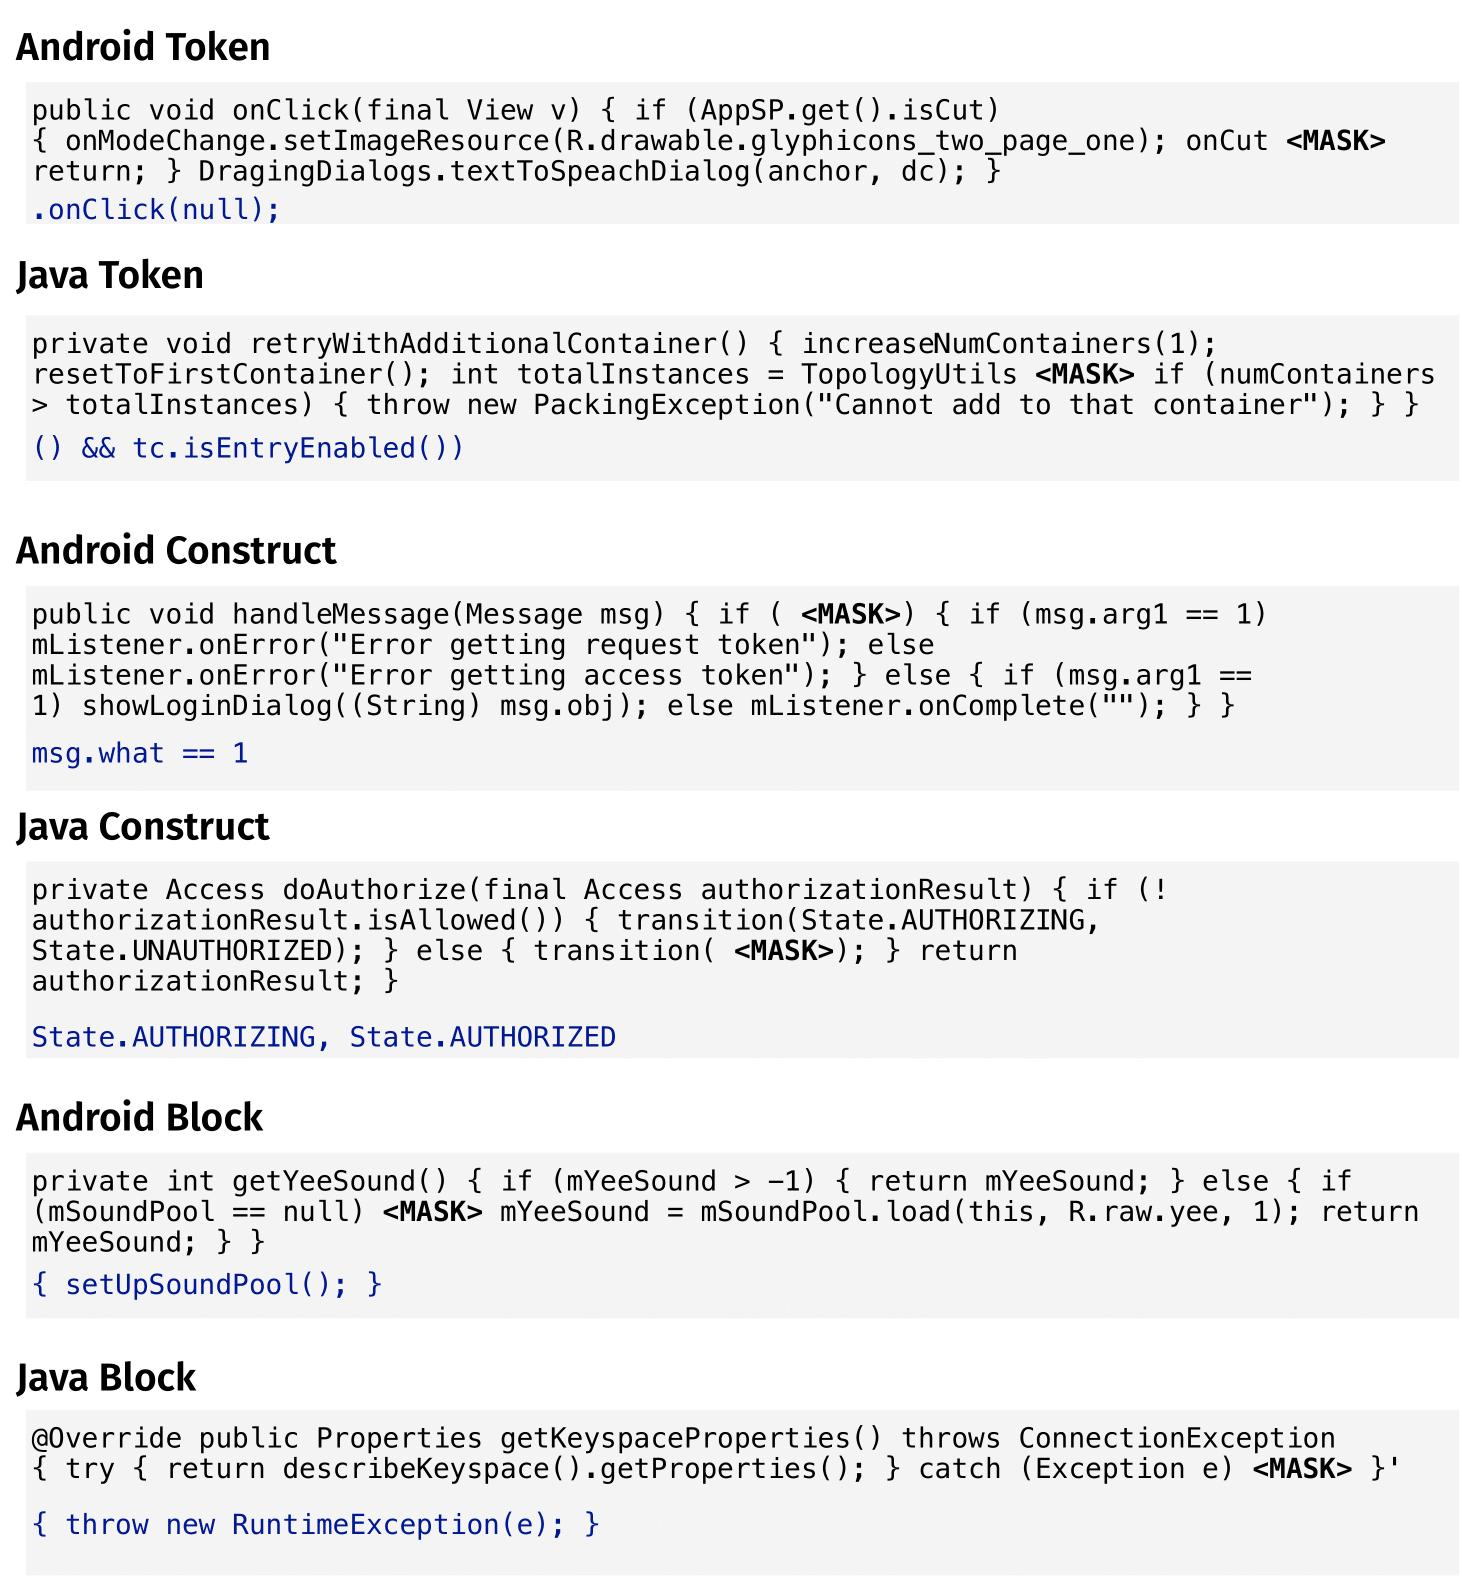 Android Token
public void onClick(final View v) { if (AppSP.get().isCut)
{ onModeChange.setImageResource(R.drawable.glyphicons_two_page_one); onCut <MASK>
return; } DragingDialogs.textToSpeachDialog(anchor, dc); }
.onClick(null);
Java Token
private void retryWithAdditionalContainer() { increaseNumContainers(1);
resetToFirstContainer(); int totalInstances = TopologyUtils <MASK> if (numContainers
> totalInstances) { throw new PackingException("Cannot add to that container"); } }
() && tc.isEntryEnabled())
Android Construct
public void handleMessage(Message msg) { if ( <MASK>) { if (msg.arg1 == 1)
mListener.onError("Error getting request token"); else
mListener.onError("Error getting access token"); } else { if (msg.arg1 ==
1) showLoginDialog((String) msg.obj); else mListener.onComplete(""); } }
msg.what == 1
Java Construct
private Access doAuthorize(final Access authorizationResult) { if (!
authorizationResult.isAllowed()) { transition(State.AUTHORIZING,
State.UNAUTHORIZED); } else { transition( <MASK>); } return
authorizationResult; }
State.AUTHORIZING, State.AUTHORIZED
Android Block
private int getYeeSound() { if (mYeeSound > −1) { return mYeeSound; } else { if
(mSoundPool == null) <MASK> mYeeSound = mSoundPool.load(this, R.raw.yee, 1); return
mYeeSound; } }
{ setUpSoundPool(); }
Java Block
@Override public Properties getKeyspaceProperties() throws ConnectionException
{ try { return describeKeyspace().getProperties(); } catch (Exception e) <MASK> }'
{ throw new RuntimeException(e); }